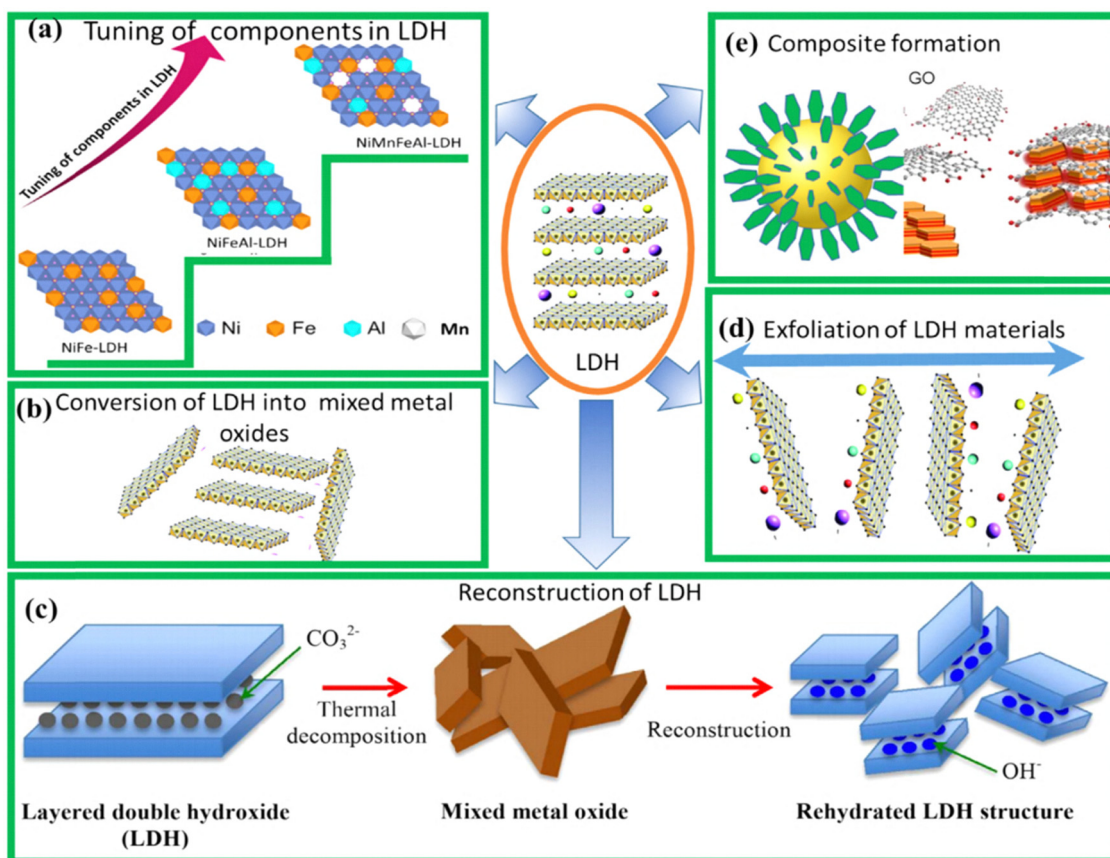 (a) Tuning of components in LDH
Tuning of components in LDH
NiMnFeAl-LDH
NiFeAl-LDH
NiFe-LDH
Ni Fe Al Mn
LDH
(e) Composite formation
GO
(b) Conversion of LDH into mixed metal
oxides
(d) Exfoliation of LDH materials
(c) Reconstruction of LDH
CO₃²⁻
Thermal
decomposition
Reconstruction
OH⁻
Layered double hydroxide
(LDH)
Mixed metal oxide
Rehydrated LDH structure